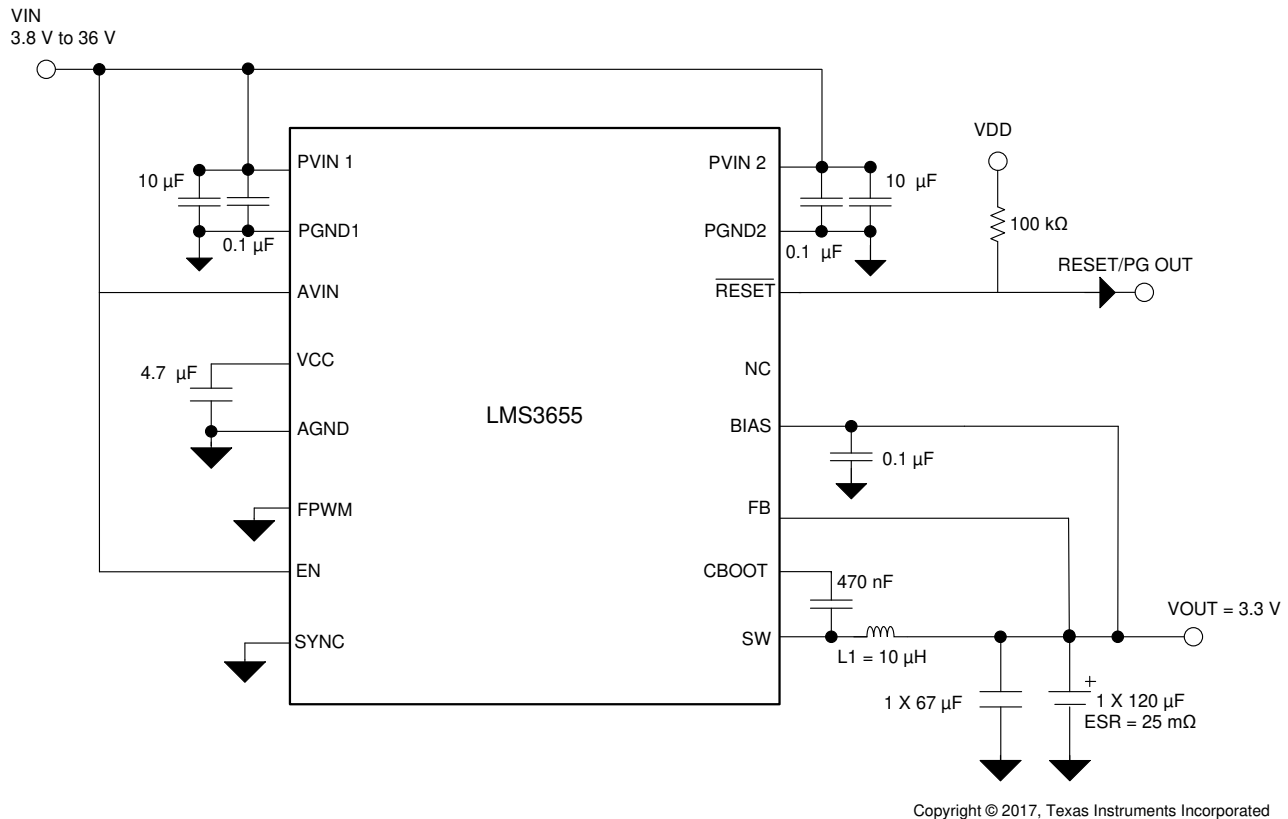 VIN
3.8 V to 36 V
VDD
PVIN 1
PVIN 2
10 µF
10 µF
100 kΩ
PGND1
PGND2
0.1 µF
0.1 µF
RESET/PG OUT
AVIN
RESET
VCC
4.7 µF
NC
LMS3655
AGND
BIAS
0.1 µF
FPWM
FB
EN
CBOOT
470 nF
VOUT = 3.3 V
SYNC
SW
L1 = 10 µH
+
1 X 67 µF
1 X 120 µF
ESR = 25 mΩ
Copyright © 2017, Texas Instruments Incorporated